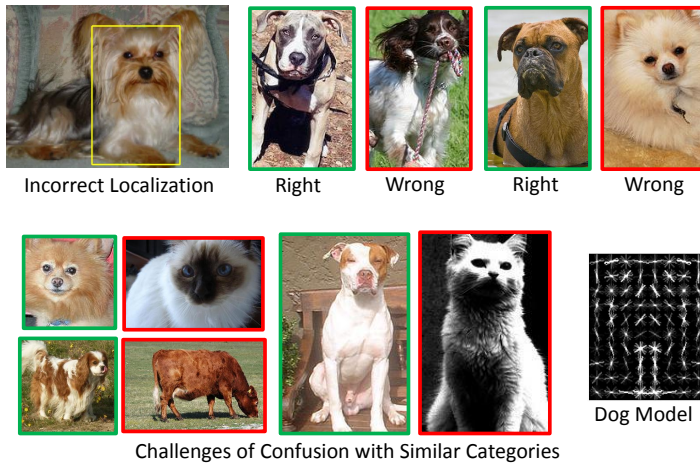 Incorrect Localization
Right
Wrong
Right
Wrong
Dog Model
Challenges of Confusion with Similar Categories